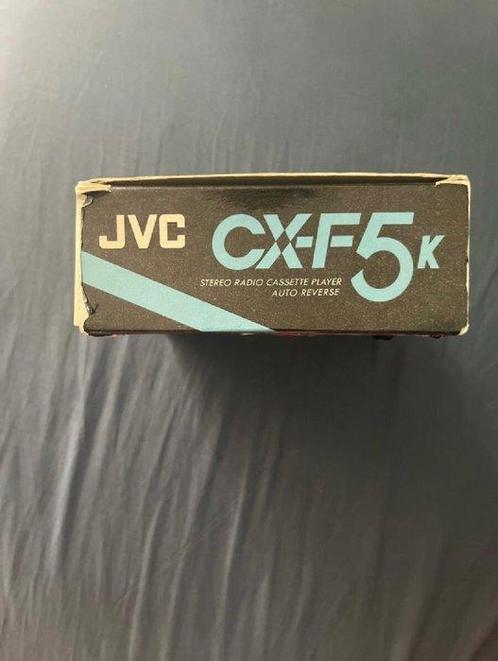 JVC CX-F5K
STEREO RADIO CASSETTE PLAYER
AUTO REVERSE